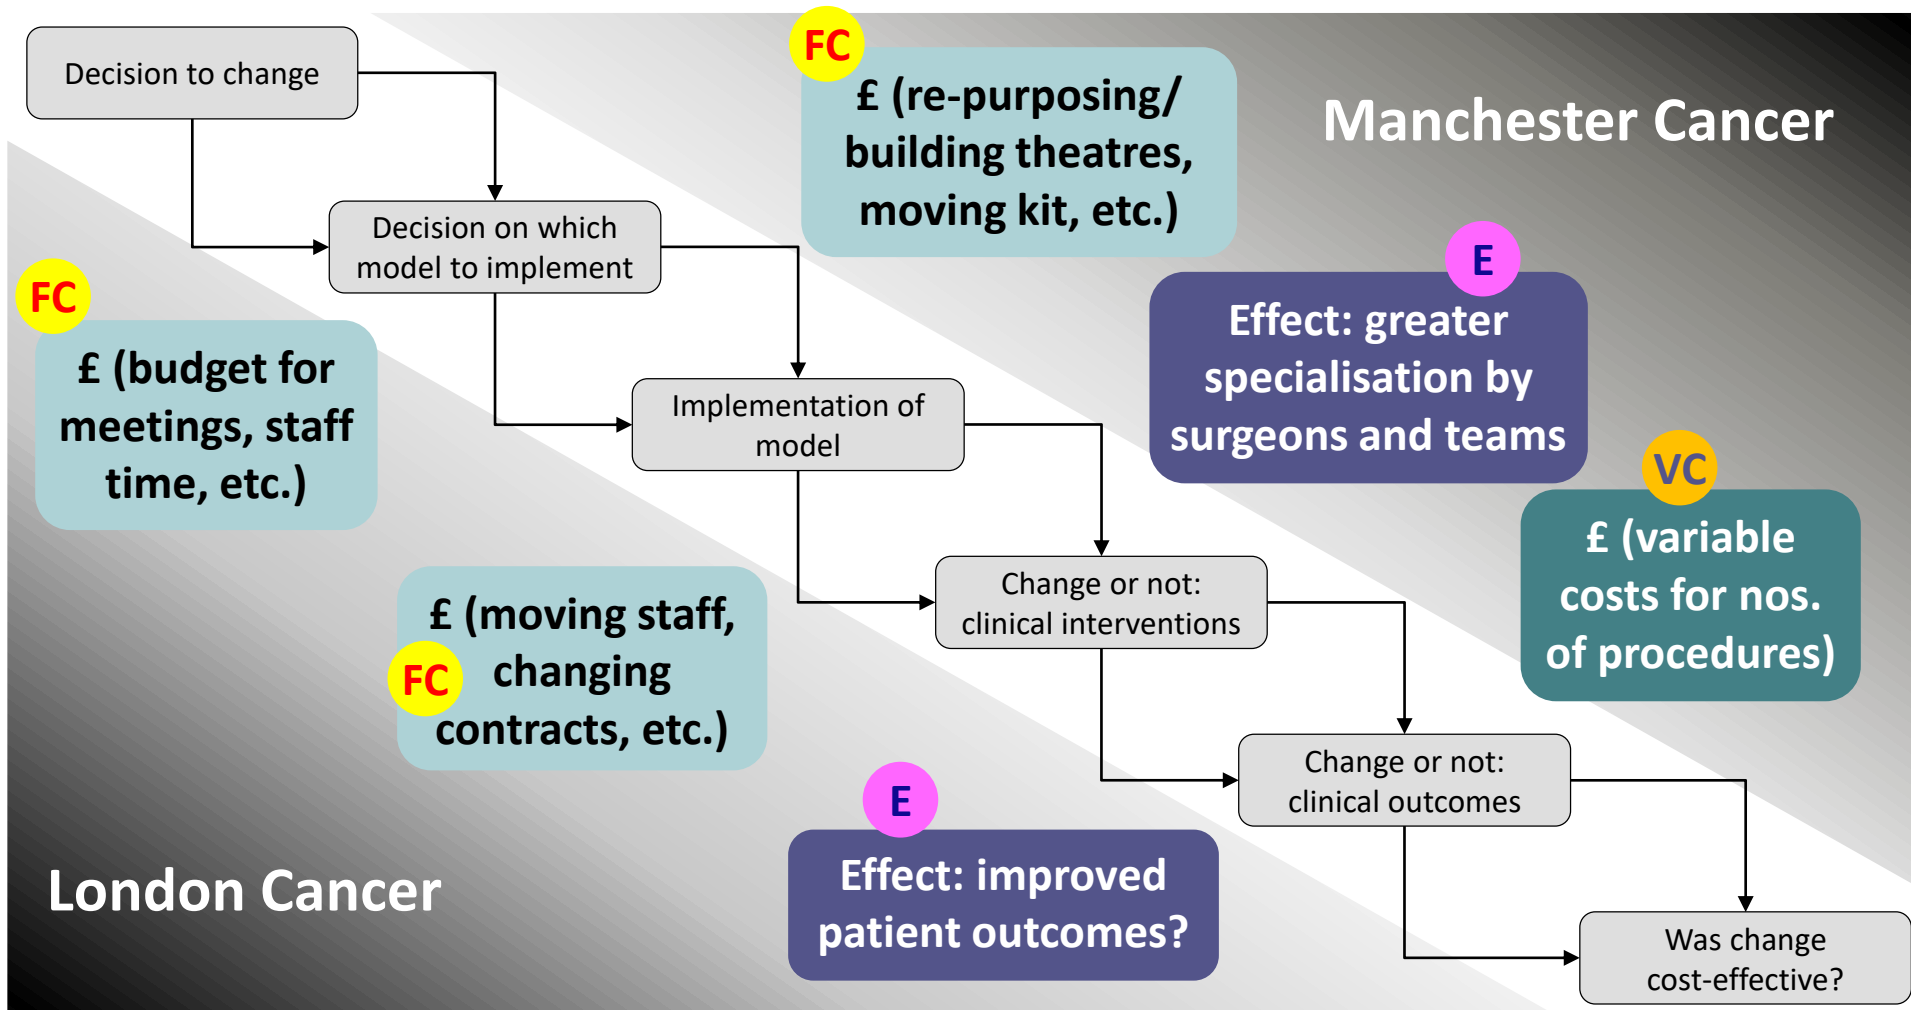 Decision to change
FC
£ (re-purposing/
building theatres,
moving kit, etc.)
Manchester Cancer
Decision on which
model to implement
E
Effect: greater
specialisation by
surgeons and teams
FC
£ (budget for
meetings, staff
time, etc.)
Implementation of
model
VC
£ (variable
costs for nos.
of procedures)
Change or not:
clinical interventions
FC
£ (moving staff,
changing
contracts, etc.)
Change or not:
clinical outcomes
E
Effect: improved
patient outcomes?
London Cancer
Was change
cost-effective?